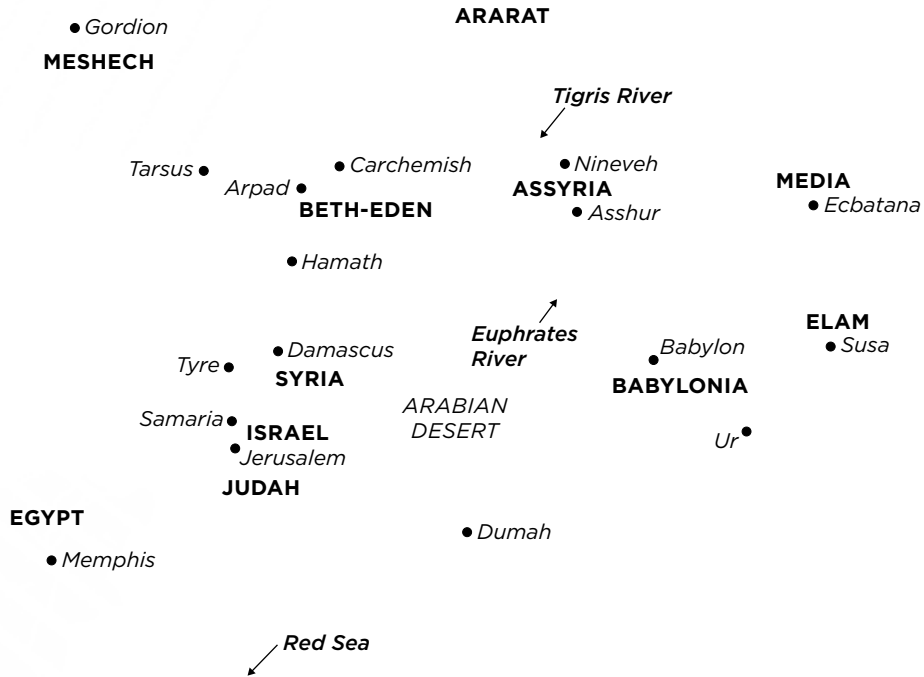 ARARAT
Gordion
MESHECH
Tigris River
Tarsus
Carchemish
Nineveh
Arpad
ASSYRIA
MEDIA
BETH-EDEN
Asshur
Ecbatana
Hamath
Euphrates
River
ELAM
Damascus
Babylon
Susa
Tyre
SYRIA
BABYLONIA
ARABIAN
DESERT
Samaria
ISRAEL
Ur
Jerusalem
JUDAH
EGYPT
Dumah
Memphis
Red Sea